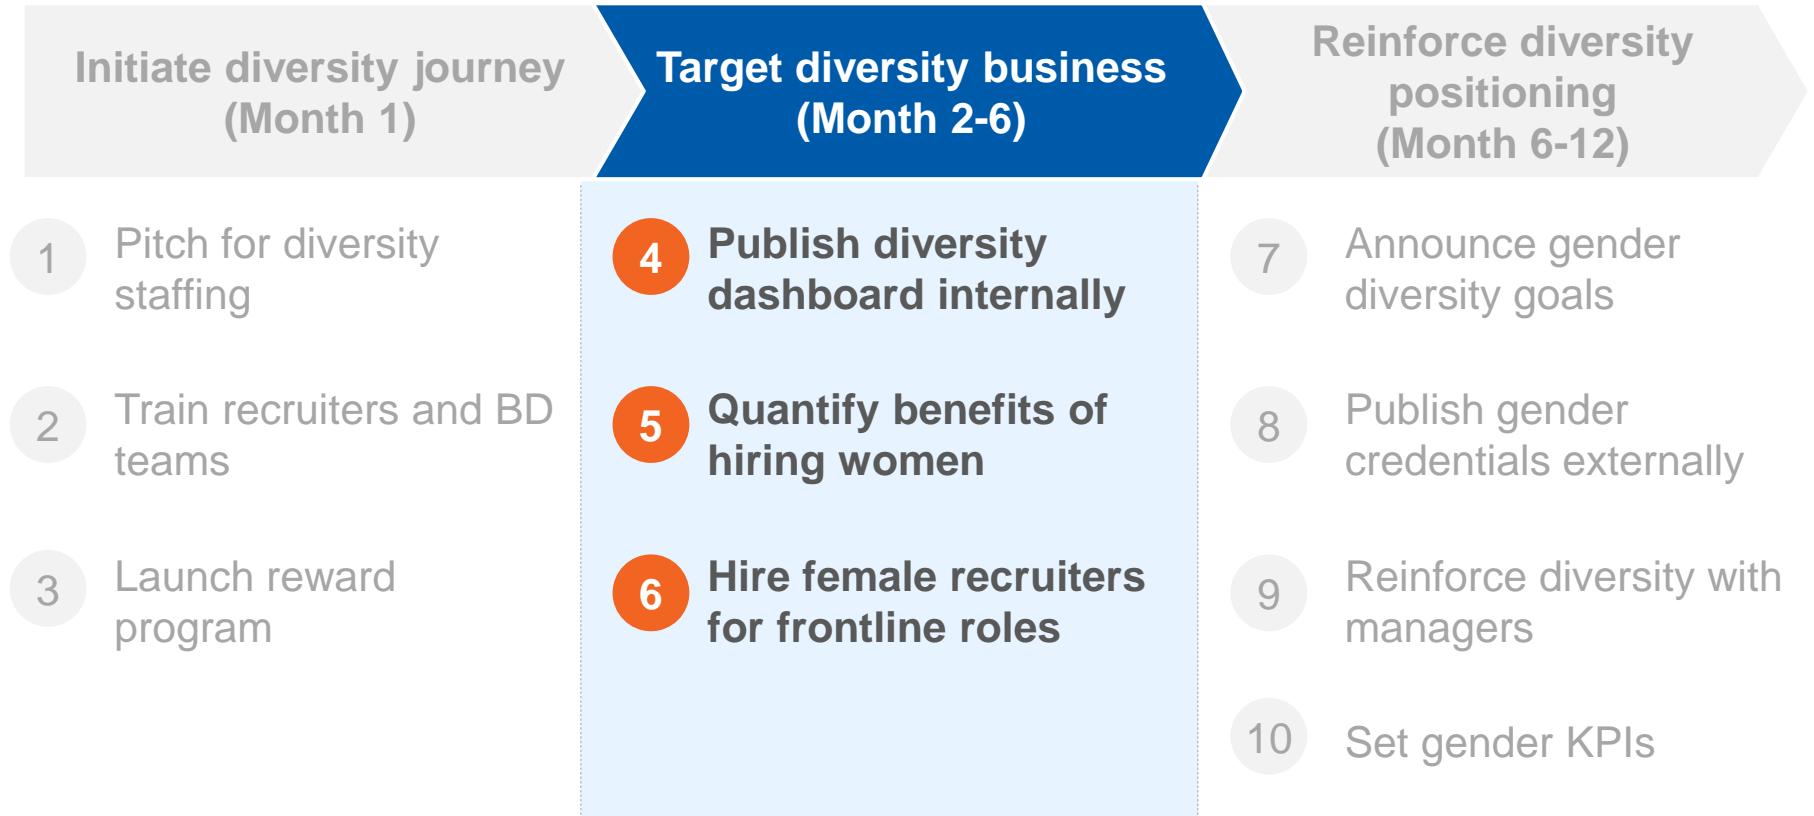 Initiate diversity journey
(Month 1)
Target diversity business
(Month 2-6)
Reinforce diversity
positioning
(Month 6-12)
1
Pitch for diversity
staffing
2
Train recruiters and BD
teams
3
Launch reward
program
4
Publish diversity
dashboard internally
5
Quantify benefits of
hiring women
6
Hire female recruiters
for frontline roles
7
Announce gender
diversity goals
8
Publish gender
credentials externally
9
Reinforce diversity with
managers
10
Set gender KPIs